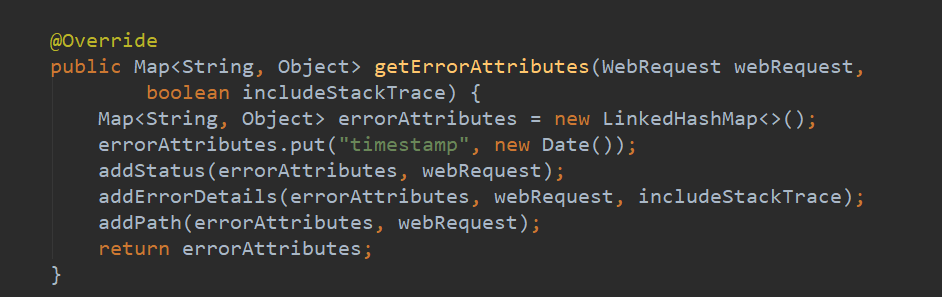 @Override
public Map<String, Object> getErrorAttributes(WebRequest webRequest,
        boolean includeStackTrace) {
    Map<String, Object> errorAttributes = new LinkedHashMap<>();
    errorAttributes.put("timestamp", new Date());
    addStatus(errorAttributes, webRequest);
    addErrorDetails(errorAttributes, webRequest, includeStackTrace);
    addPath(errorAttributes, webRequest);
    return errorAttributes;
}